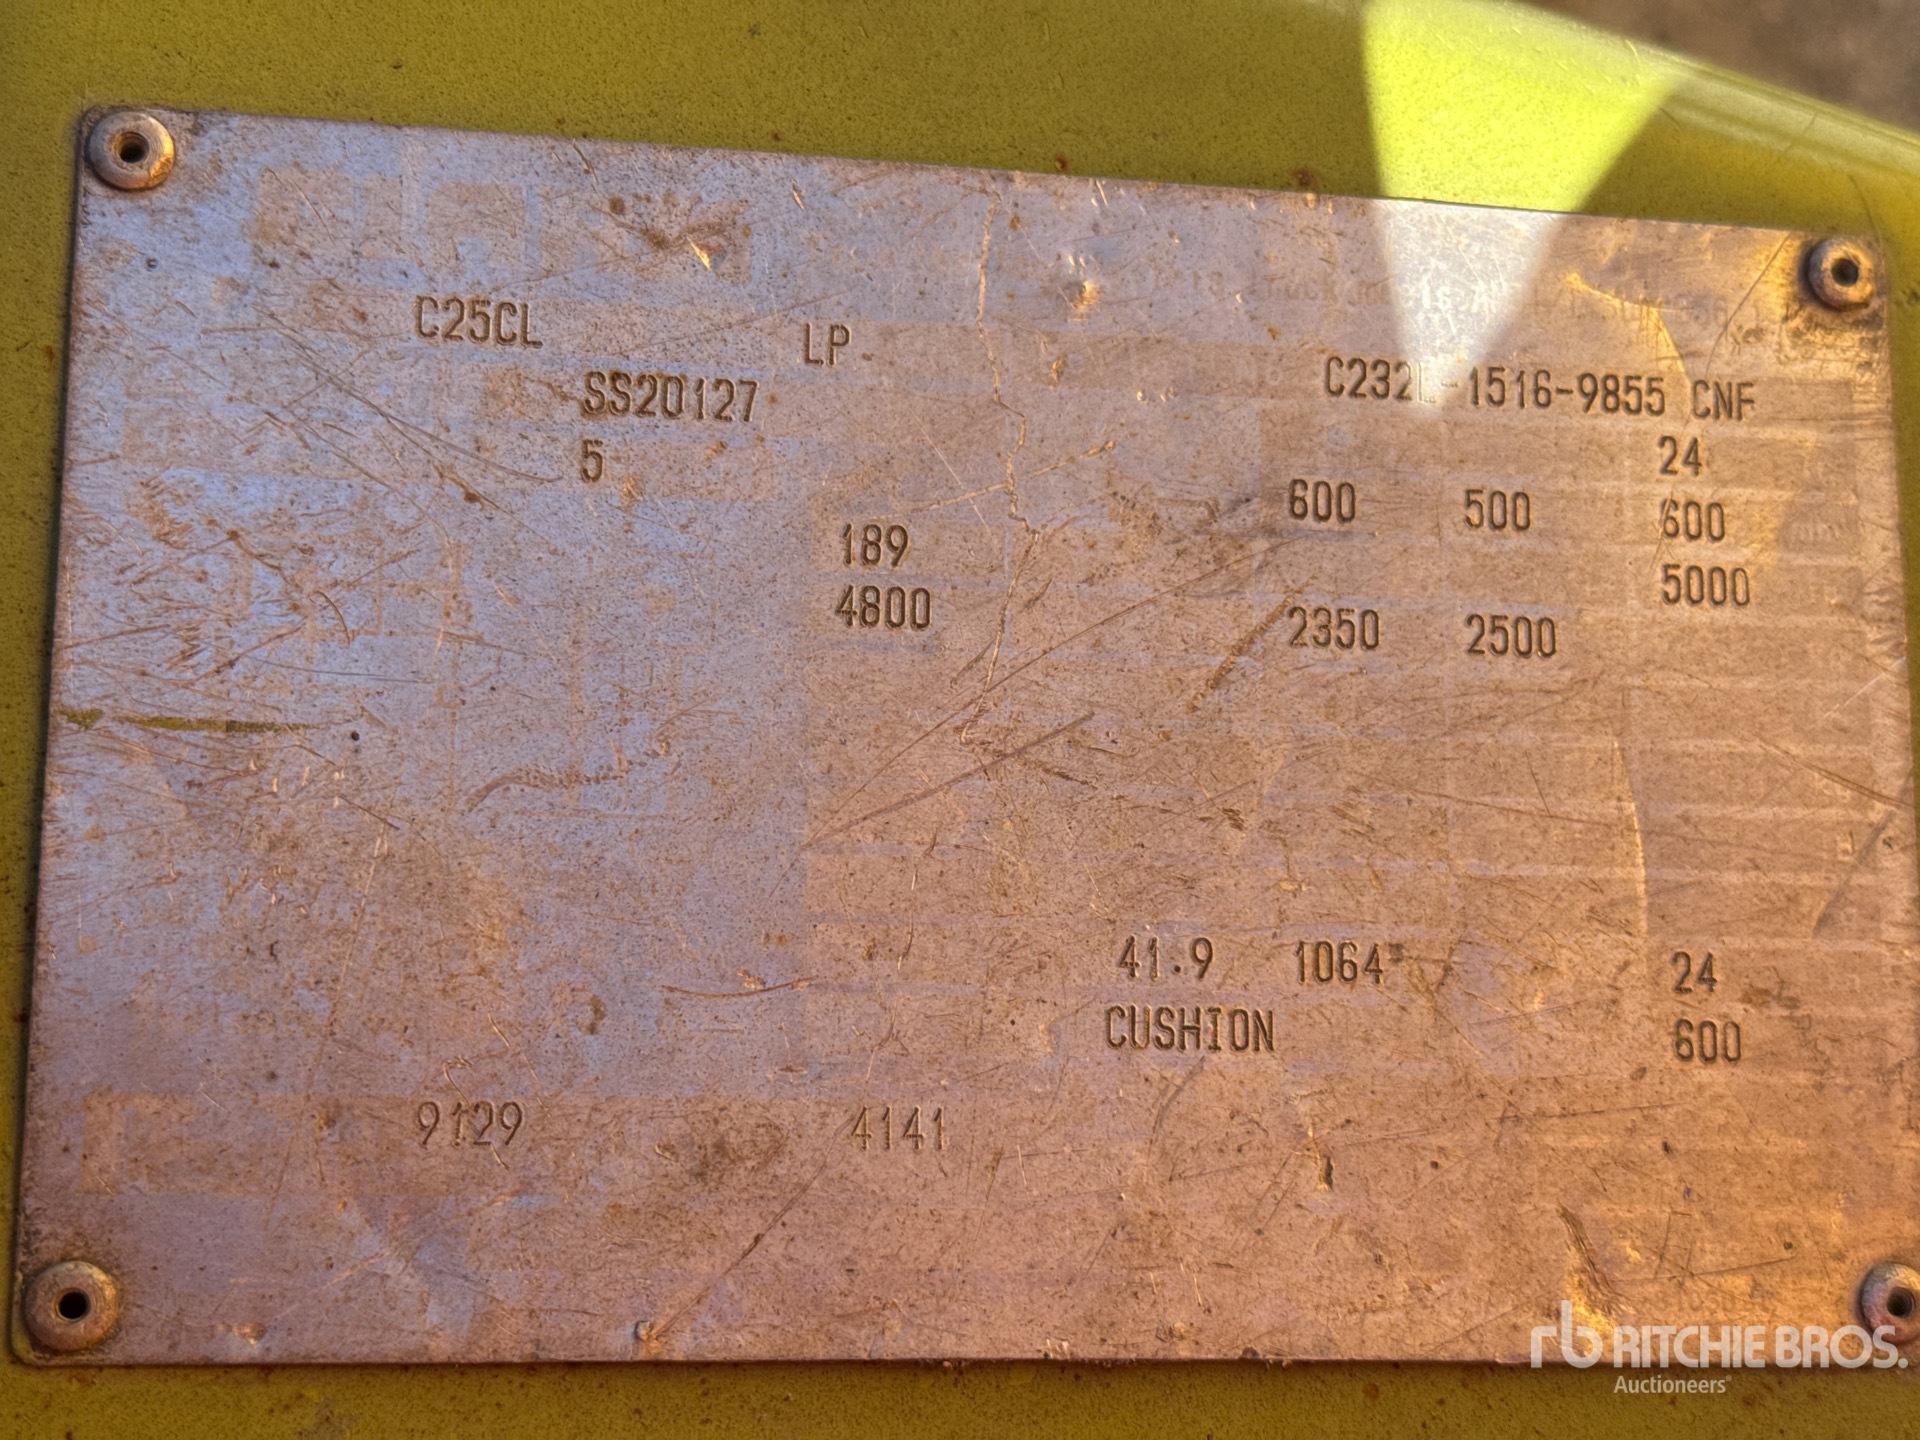 C25CL LP
SS20127 C232L-1516-9855 CNF
5 24
189 600 500 600
4800 5000
2350 2500
41.9 1064 24
CUSHION 600
9129 4141
rb RITCHIE BROS.
Auctioneers